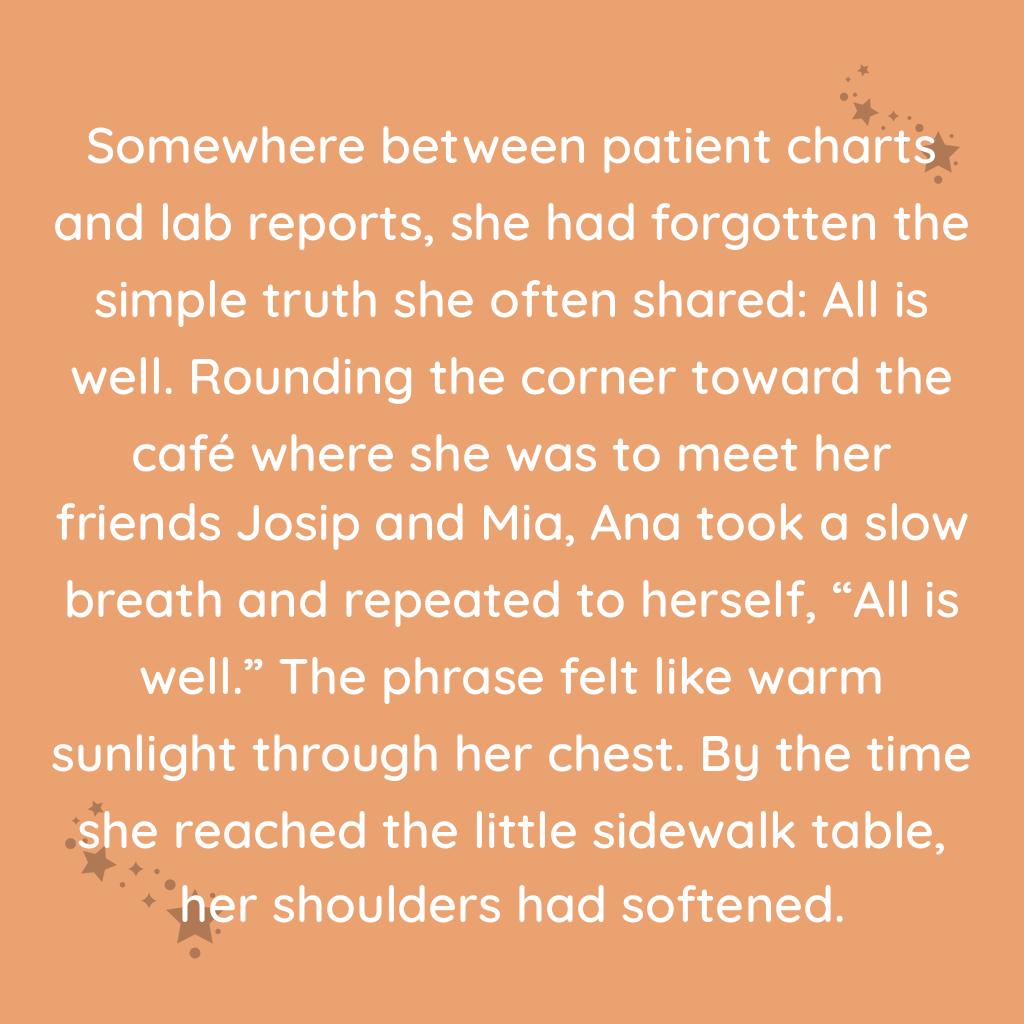 Somewhere between patient charts
and lab reports, she had forgotten the
simple truth she often shared: All is
well. Rounding the corner toward the
café where she was to meet her
friends Josip and Mia, Ana took a slow
breath and repeated to herself, “All is
well.” The phrase felt like warm
sunlight through her chest. By the time
she reached the little sidewalk table,
her shoulders had softened.